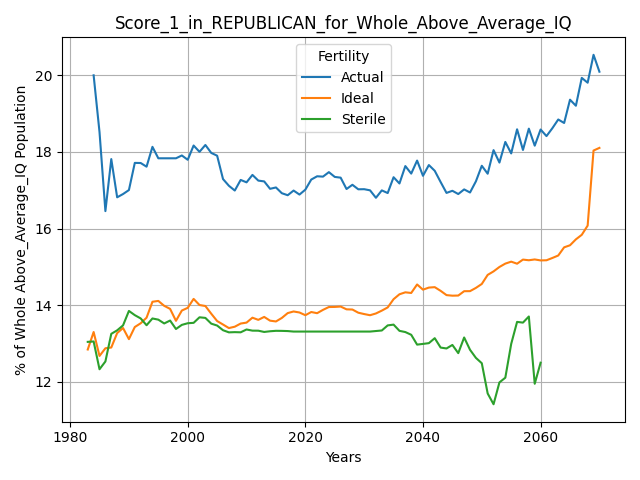 Score_1_in_REPUBLICAN_for_Whole_Above_Average_IQ
Fertility
Actual
Ideal
Sterile
% of Whole Above_Average_IQ Population
20
18
16
14
12
1980
2000
2020
2040
2060
Years